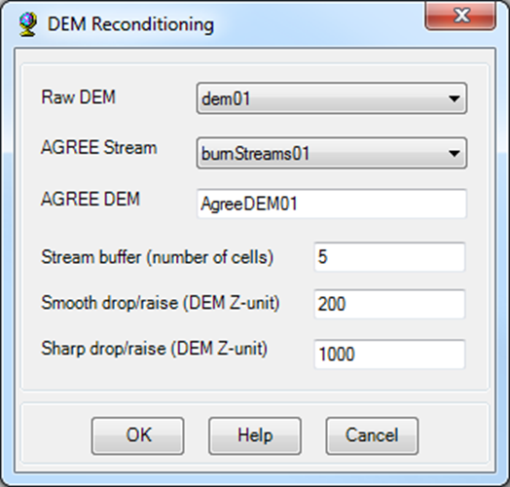 DEM Reconditioning
Raw DEM dem01
AGREE Stream burnStreams01
AGREE DEM AgreeDEM01
Stream buffer (number of cells) 5
Smooth drop/raise (DEM Z-unit) 200
Sharp drop/raise (DEM Z-unit) 1000
OK Help Cancel